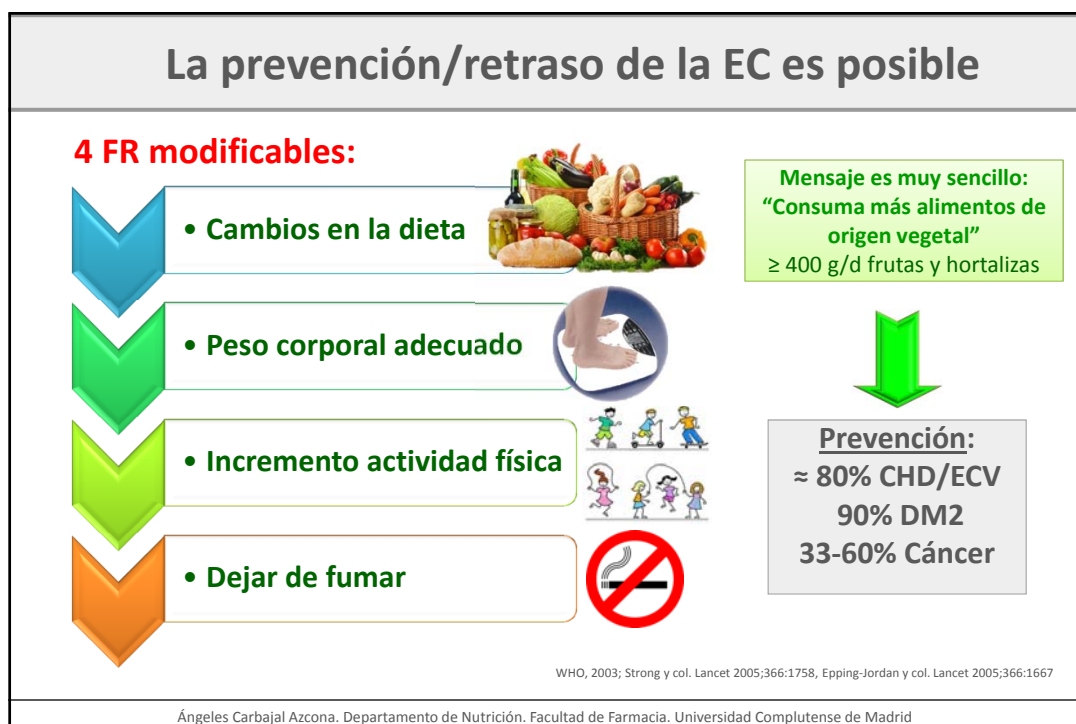 La prevención/retraso de la EC es posible
4 FR modificables:
• Cambios en la dieta
• Peso corporal adecuado
• Incremento actividad física
• Dejar de fumar
Mensaje es muy sencillo:
“Consuma más alimentos de
origen vegetal”
≥ 400 g/d frutas y hortalizas
Prevención:
≈ 80% CHD/ECV
90% DM2
33-60% Cáncer
WHO, 2003; Strong y col. Lancet 2005;366:1758, Epping-Jordan y col. Lancet 2005;366:1667
Ángeles Carbajal Azcona. Departamento de Nutrición. Facultad de Farmacia. Universidad Complutense de Madrid